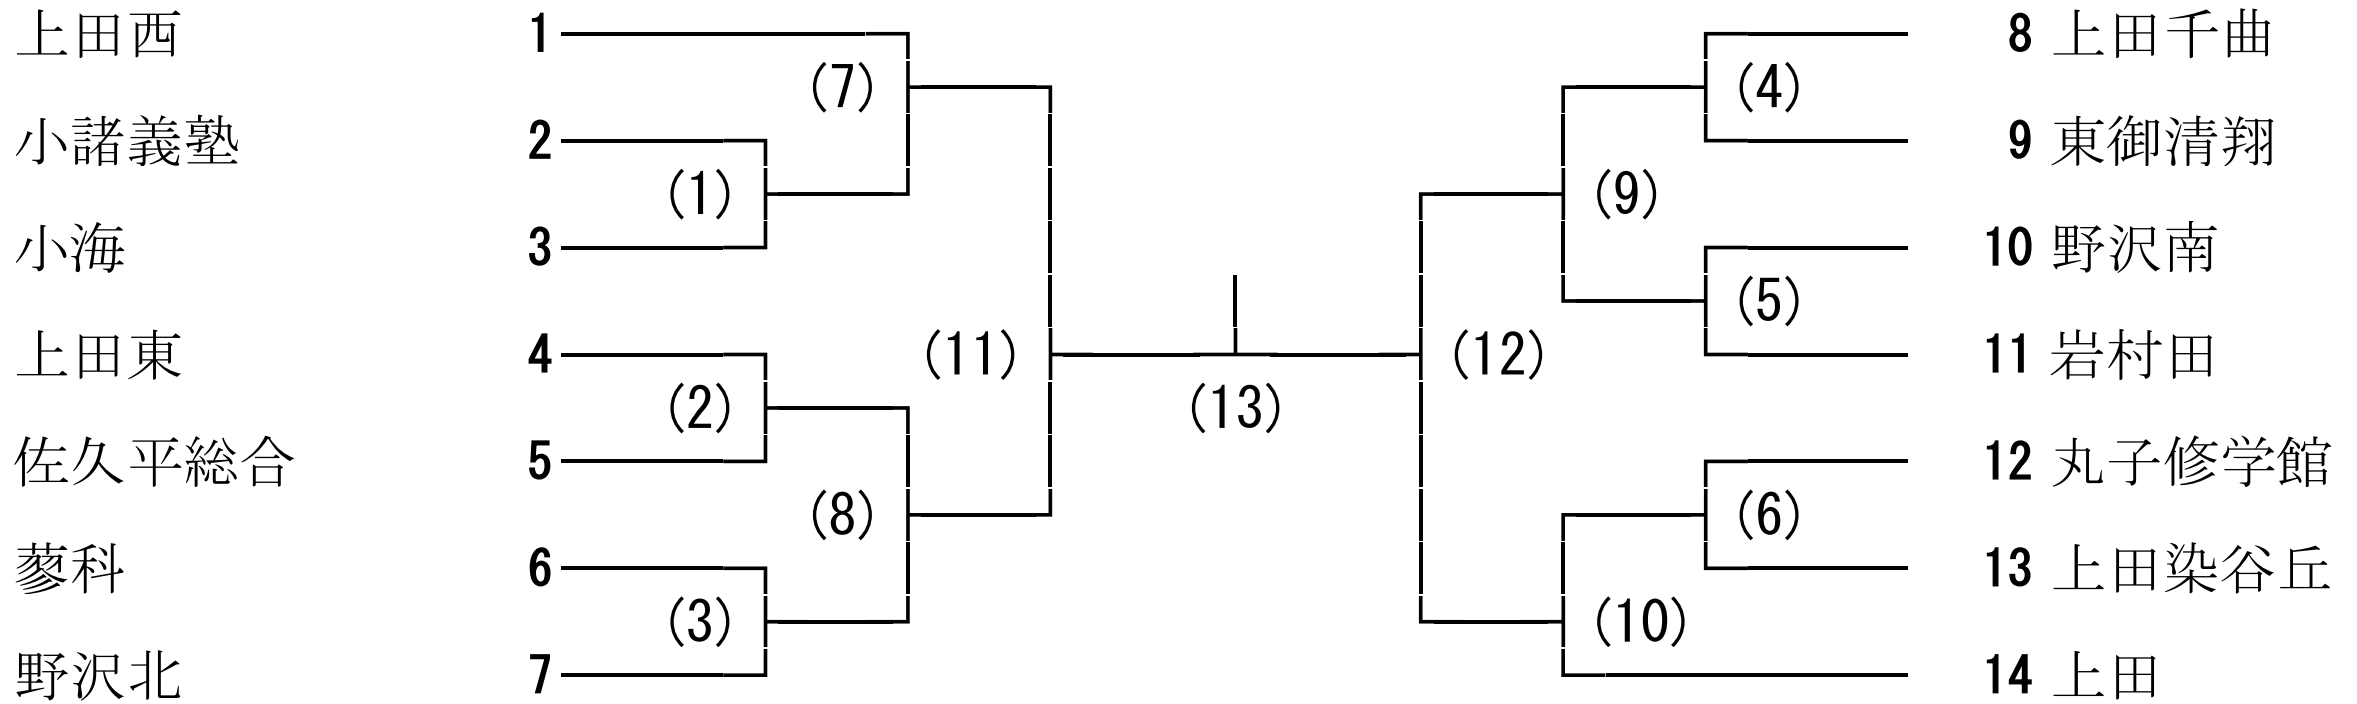 上田西 1
8 上田千曲
(7)
(4)
小諸義塾 2
9 東御清翔
(1)
(9)
小海 3
10 野沢南
(5)
上田東 4
(11)
(12)
11 岩村田
(2)
(13)
佐久平総合 5
12 丸子修学館
(8)
(6)
蓼科 6
13 上田染谷丘
(3)
(10)
野沢北 7
14 上田